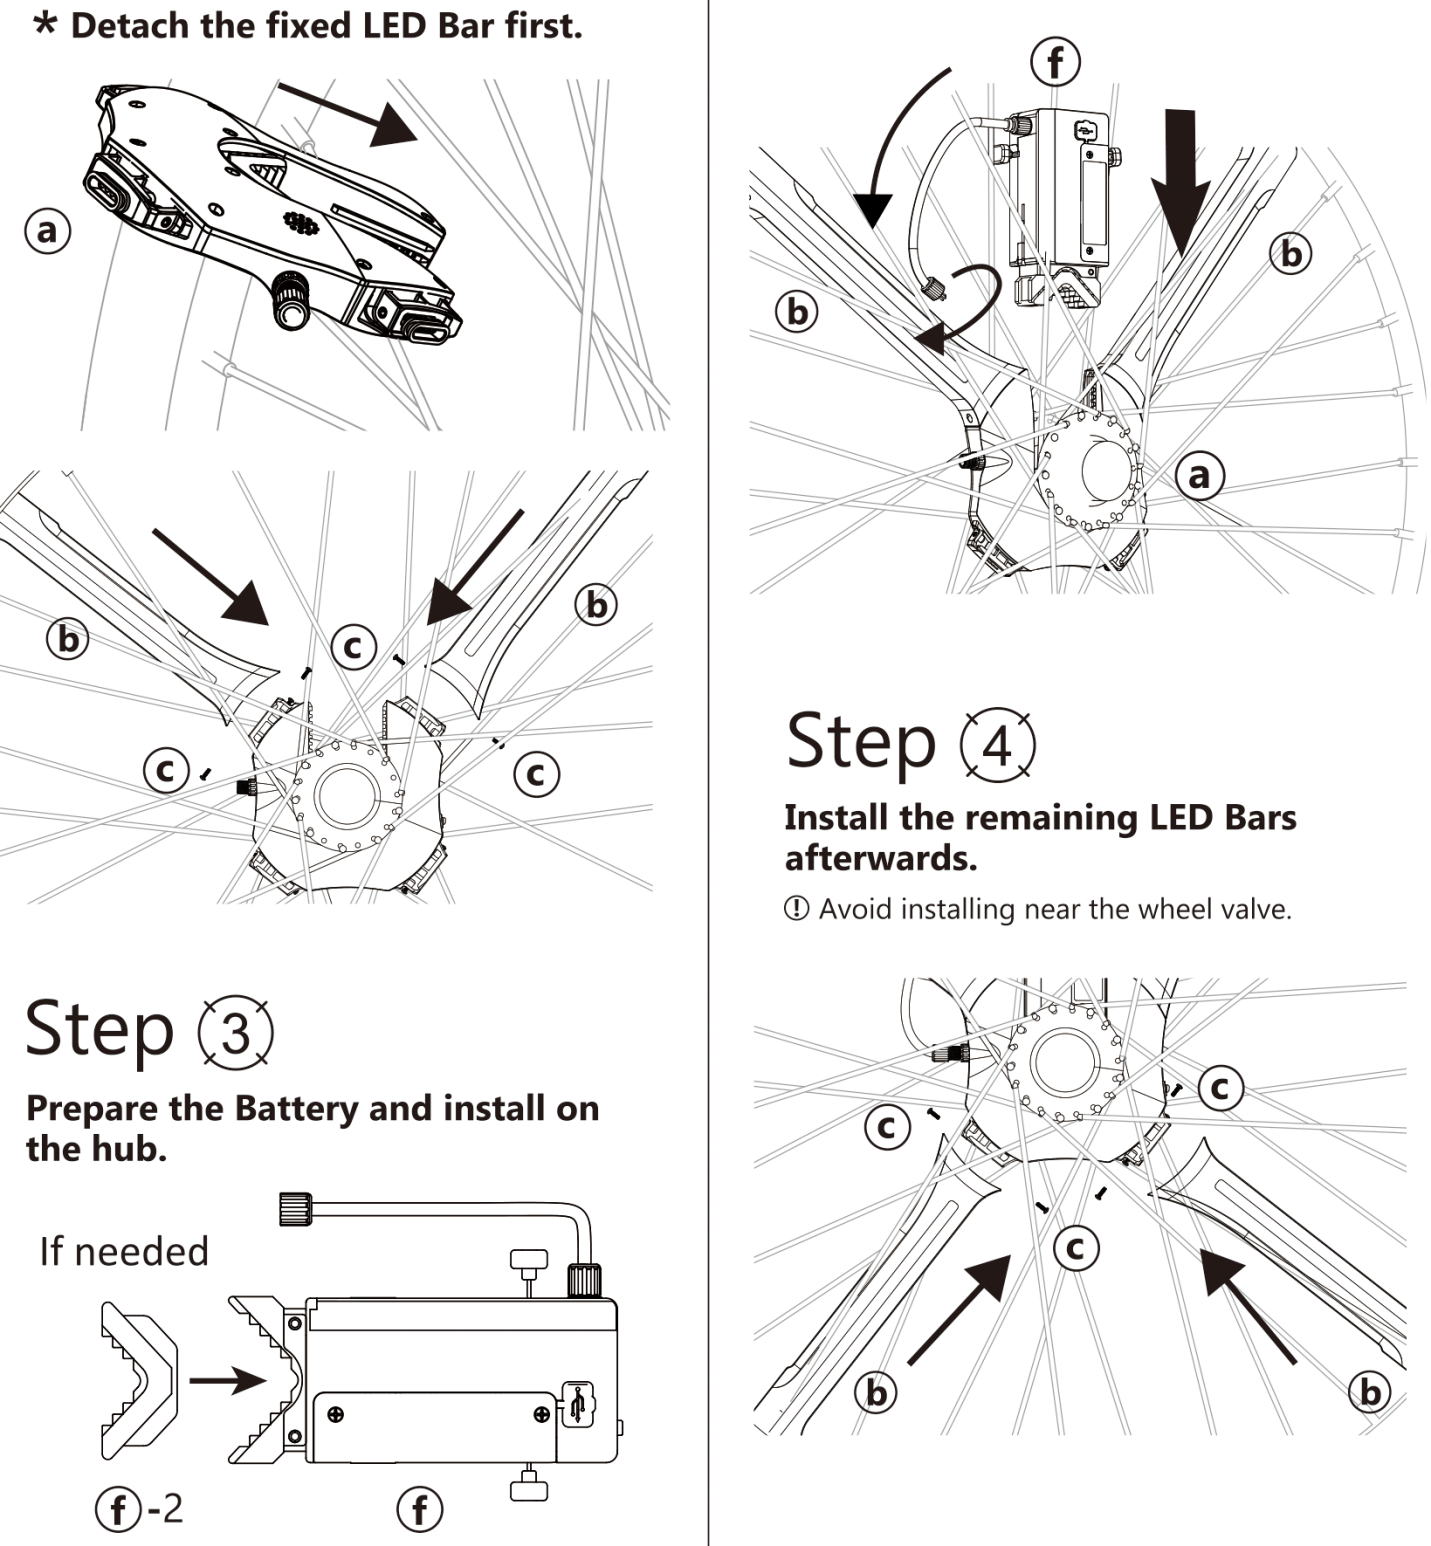 * Detach the fixed LED Bar first.
a
b
c
b
c
c
Step 3
Prepare the Battery and install on
the hub.
If needed
f-2
f
f
b
b
a
Step 4
Install the remaining LED Bars
afterwards.
! Avoid installing near the wheel valve.
c
c
c
b
b